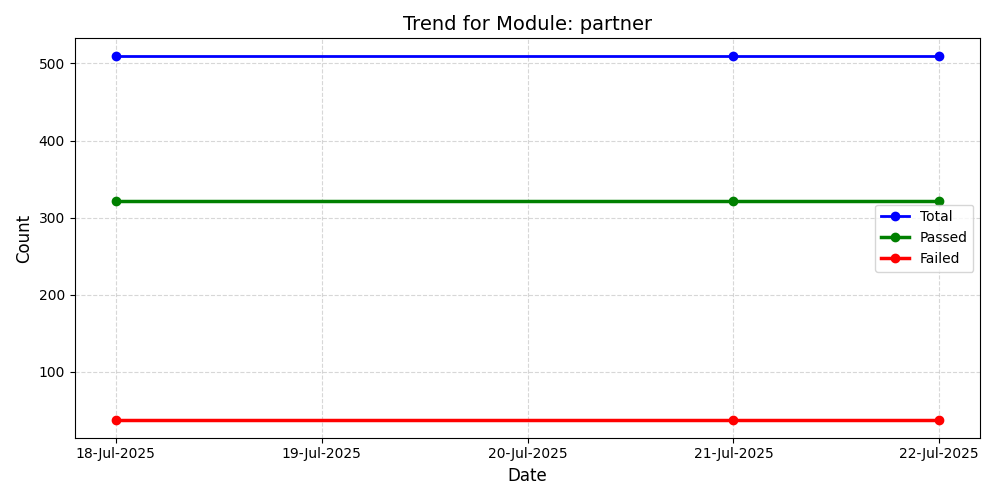 Trend for Module: partner
500
400
300
200
100
Count
Total
Passed
Failed
18-Jul-2025
19-Jul-2025
20-Jul-2025
21-Jul-2025
22-Jul-2025
Date